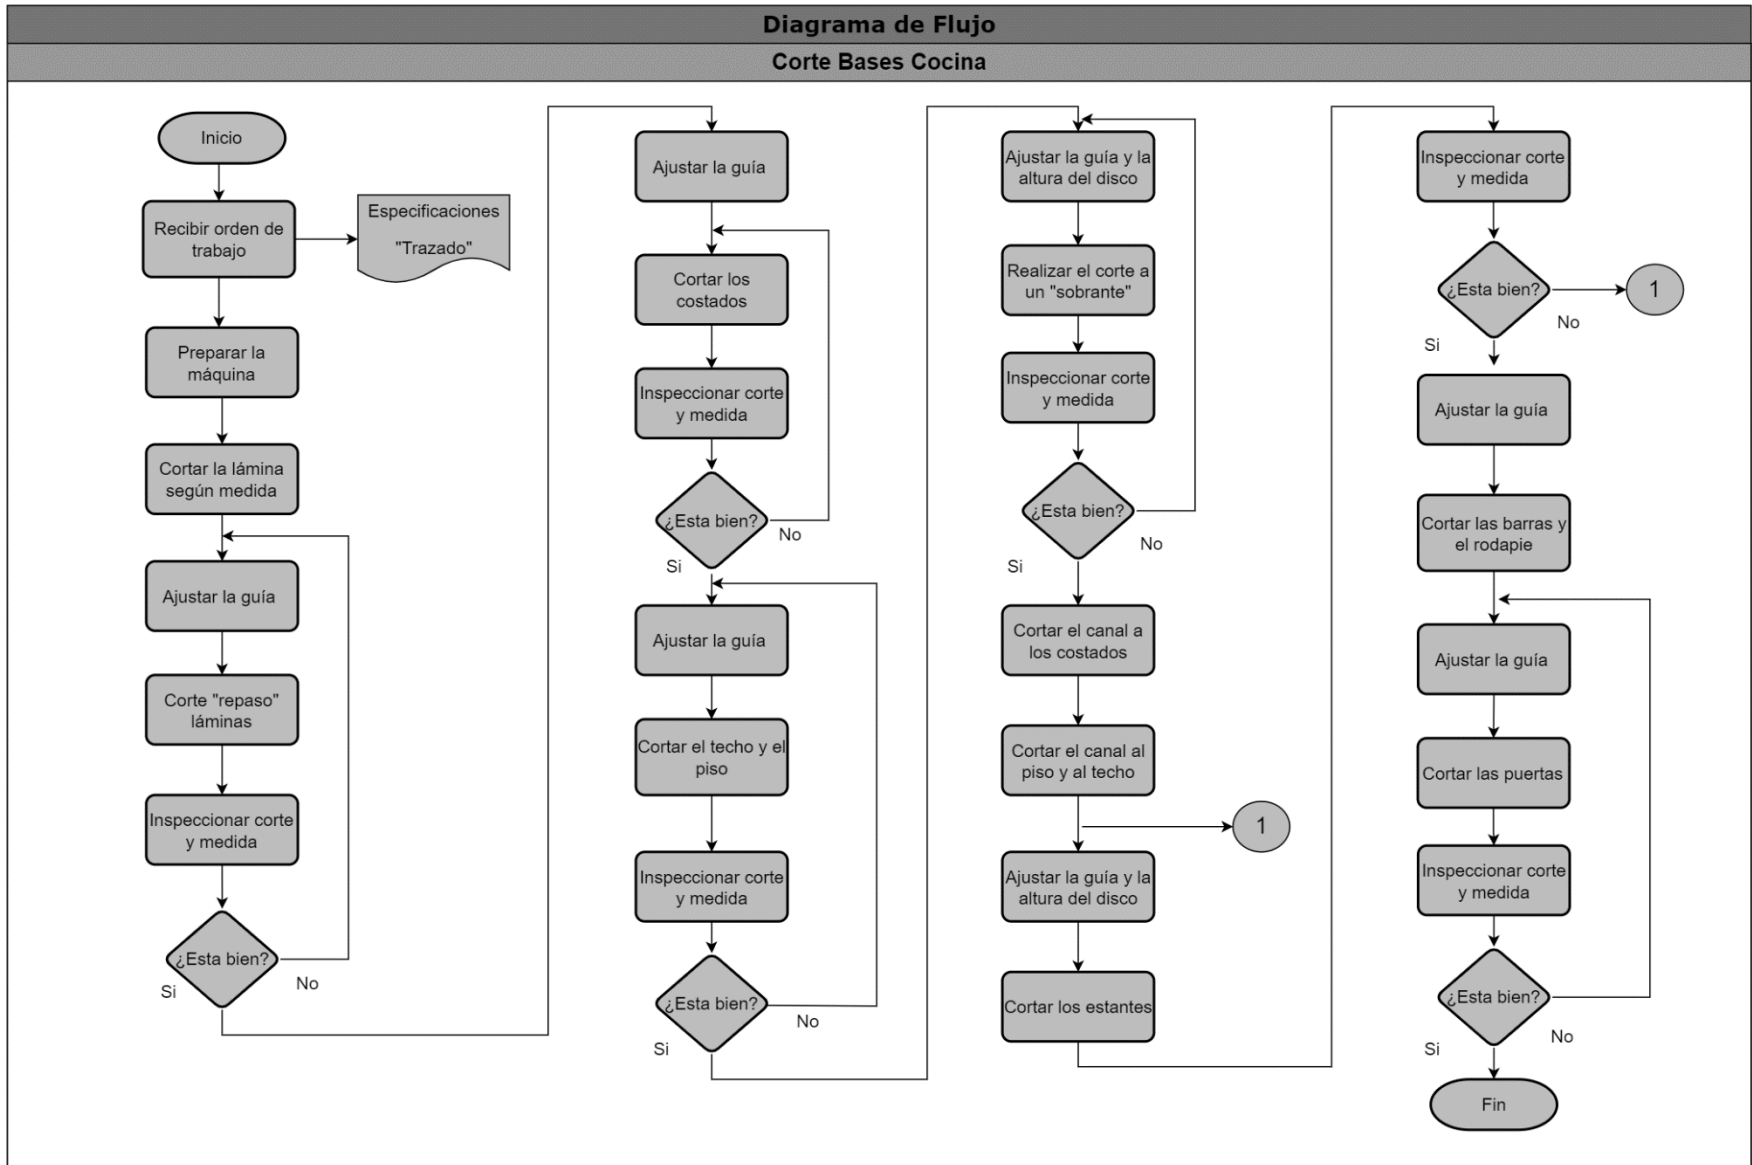 Diagrama de Flujo
Corte Bases Cocina
Inicio
Recibir orden de
trabajo
Especificaciones
"Trazado"
Preparar la
máquina
Cortar la lámina
según medida
Ajustar la guía
Corte "repaso"
láminas
Inspeccionar corte
y medida
¿Esta bien?
Si
No
Ajustar la guía
Cortar los
costados
Inspeccionar corte
y medida
¿Esta bien?
No
Si
Ajustar la guía
Cortar el techo y el
piso
Inspeccionar corte
y medida
¿Esta bien?
No
Si
Ajustar la guía y la
altura del disco
Realizar el corte a
un "sobrante"
Inspeccionar corte
y medida
¿Esta bien?
No
Si
Cortar el canal a
los costados
Cortar el canal al
piso y al techo
1
Ajustar la guía y la
altura del disco
Cortar los estantes
Inspeccionar corte
y medida
¿Esta bien?
1
No
Si
Ajustar la guía
Cortar las barras y
el rodapie
Ajustar la guía
Cortar las puertas
Inspeccionar corte
y medida
¿Esta bien?
No
Si
Fin